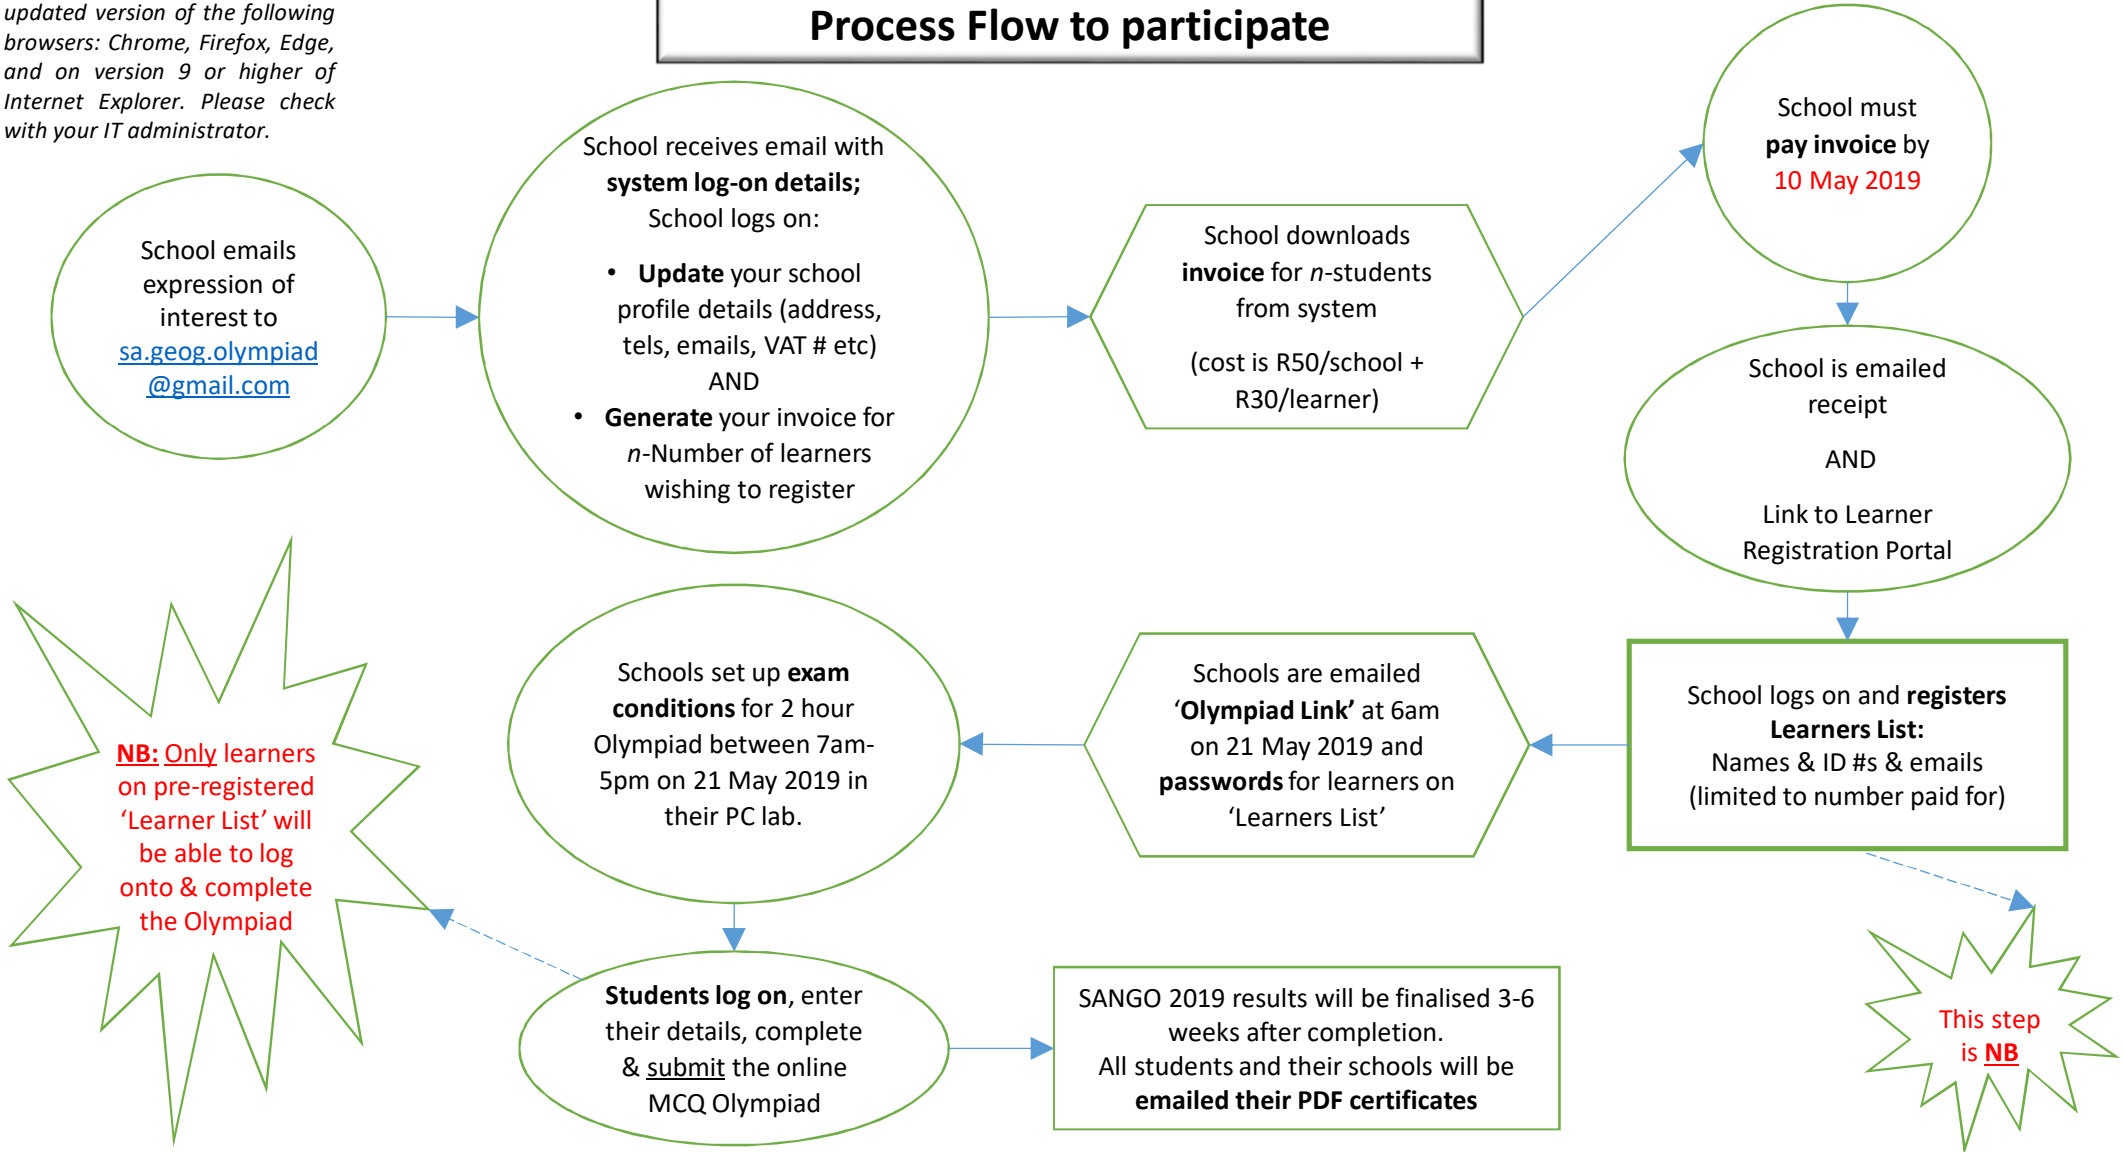 updated version of the following
browsers: Chrome, Firefox, Edge,
and on version 9 or higher of
Internet Explorer. Please check
with your IT administrator.
Process Flow to participate
School emails
expression of
interest to
sa.geog.olympiad
@gmail.com
School receives email with
system log-on details;
School logs on:
• Update your school
profile details (address,
tels, emails, VAT # etc)
AND
• Generate your invoice for
n-Number of learners
wishing to register
School downloads
invoice for n-students
from system
(cost is R50/school +
R30/learner)
School must
pay invoice by
10 May 2019
School is emailed
receipt
AND
Link to Learner
Registration Portal
School logs on and registers
Learners List:
Names & ID #s & emails
(limited to number paid for)
This step
is NB
Schools are emailed
‘Olympiad Link’ at 6am
on 21 May 2019 and
passwords for learners on
‘Learners List’
Schools set up exam
conditions for 2 hour
Olympiad between 7am-
5pm on 21 May 2019 in
their PC lab.
Students log on, enter
their details, complete
& submit the online
MCQ Olympiad
NB: Only learners
on pre-registered
‘Learner List’ will
be able to log
onto & complete
the Olympiad
SANGO 2019 results will be finalised 3-6
weeks after completion.
All students and their schools will be
emailed their PDF certificates